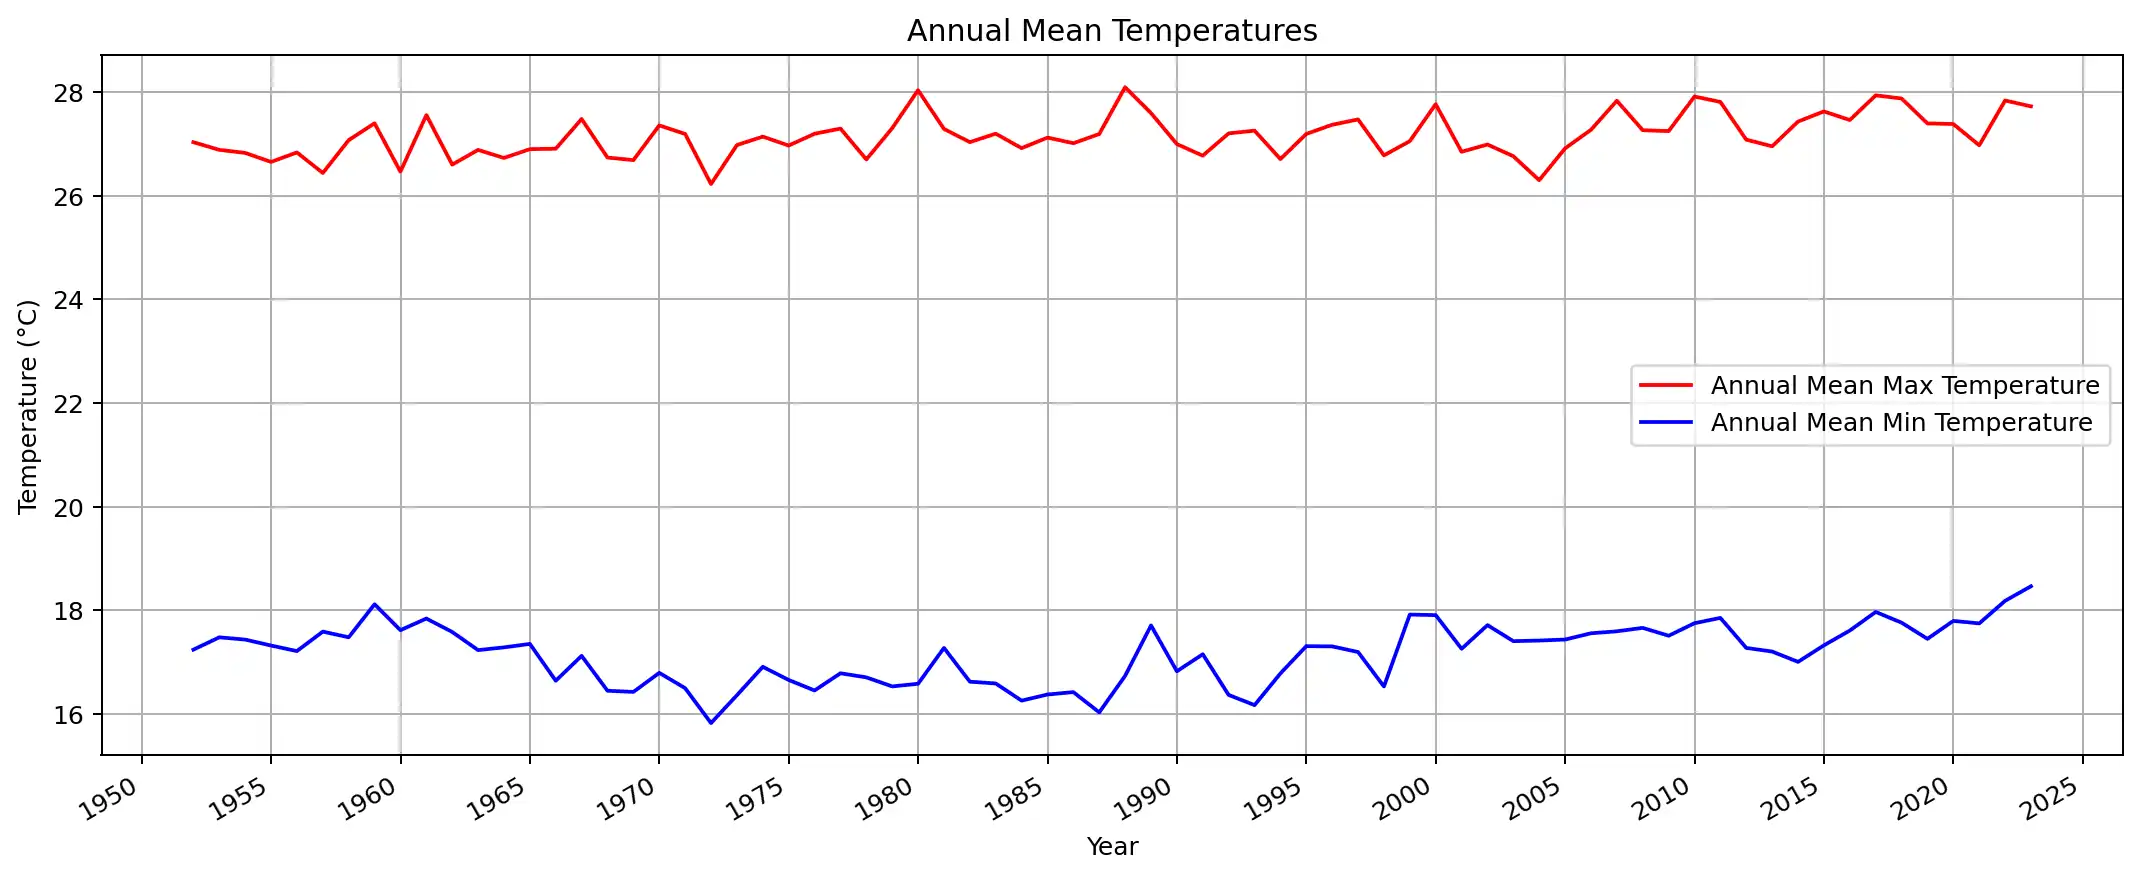 Annual Mean Temperatures
28
26
24
22
20
18
16
Temperature (°C)
Annual Mean Max Temperature
Annual Mean Min Temperature
1950 1955 1960 1965 1970 1975 1980 1985 1990 1995 2000 2005 2010 2015 2020 2025
Year